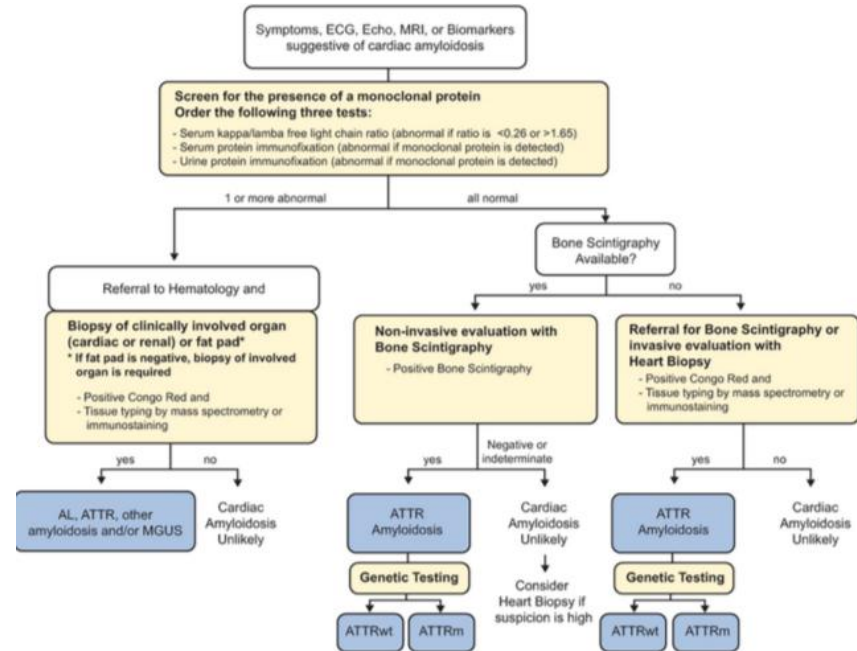 Symptoms, ECG, Echo, MRI, or Biomarkers
suggestive of cardiac amyloidosis
Screen for the presence of a monoclonal protein
Order the following three tests:
- Serum kappa/lamba free light chain ratio (abnormal if ratio is <0.26 or >1.65)
- Serum protein immunofixation (abnormal if monoclonal protein is detected)
- Urine protein immunofixation (abnormal if monoclonal protein is detected)
1 or more abnormal
all normal
Referral to Hematology and
Biopsy of clinically involved organ
(cardiac or renal) or fat pad*
* If fat pad is negative, biopsy of involved
organ is required
- Positive Congo Red and
- Tissue typing by mass spectrometry or
immunostaining
yes
no
AL, ATTR, other
amyloidosis and/or MGUS
Cardiac
Amyloidosis
Unlikely
Bone Scintigraphy
Available?
yes
no
Non-invasive evaluation with
Bone Scintigraphy
- Positive Bone Scintigraphy
yes
Negative or
indeterminate
ATTR
Amyloidosis
Genetic Testing
ATTRwt
ATTRm
Cardiac
Amyloidosis
Unlikely
Consider
Heart Biopsy if
suspicion is high
Referral for Bone Scintigraphy or
invasive evaluation with
Heart Biopsy
- Positive Congo Red and
- Tissue typing by mass spectrometry or
immunostaining
yes
no
ATTR
Amyloidosis
Genetic Testing
ATTRwt
ATTRm
Cardiac
Amyloidosis
Unlikely